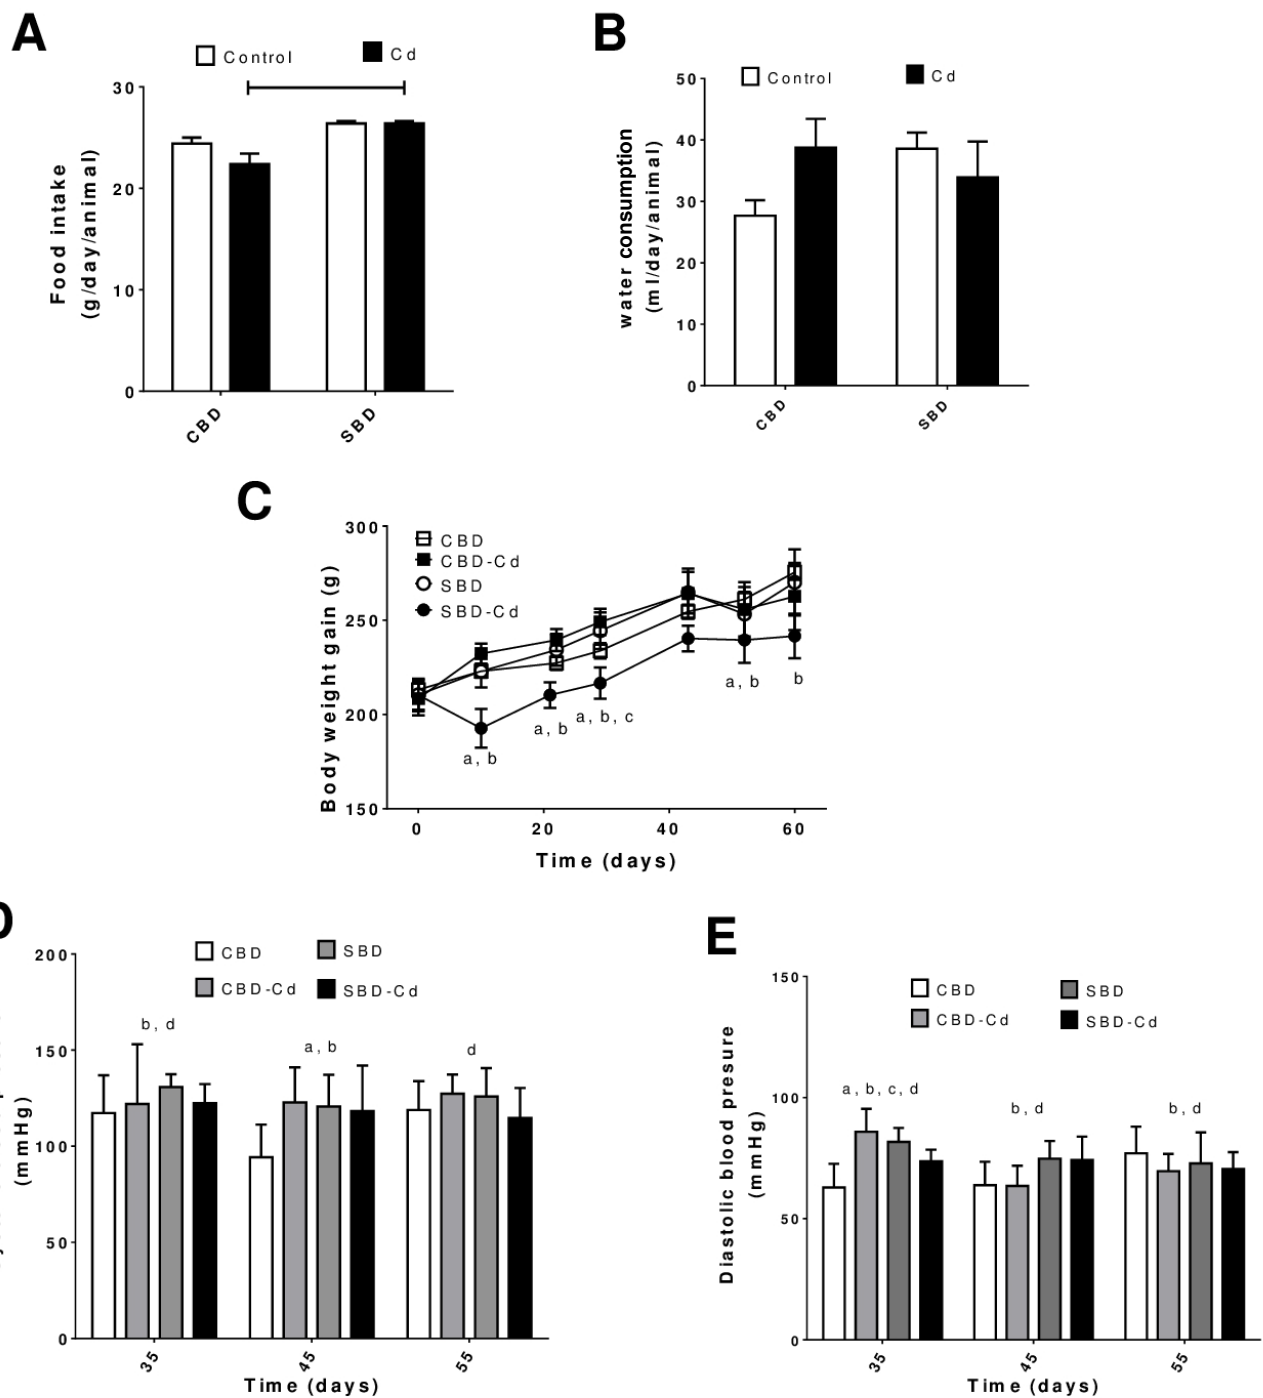 A
Control
Cd
30
20
10
0
Food intake
(g/day/animal)
CBD
SBD
B
Control
Cd
50
40
30
20
10
0
water consumption
(ml/day/animal)
CBD
SBD
C
300
250
200
150
CBD
CBD-Cd
SBD
SBD-Cd
Body weight gain (g)
a, b
a, b
a, b, c
a, b
b
0
20
40
60
Time (days)
200
150
100
50
0
(mmHg)
CBD
SBD
CBD-Cd
SBD-Cd
b, d
a, b
d
35
45
55
Time (days)
E
150
100
50
0
Diastolic blood presure
(mmHg)
CBD
SBD
CBD-Cd
SBD-Cd
a, b, c, d
b, d
b, d
35
45
55
Time (days)